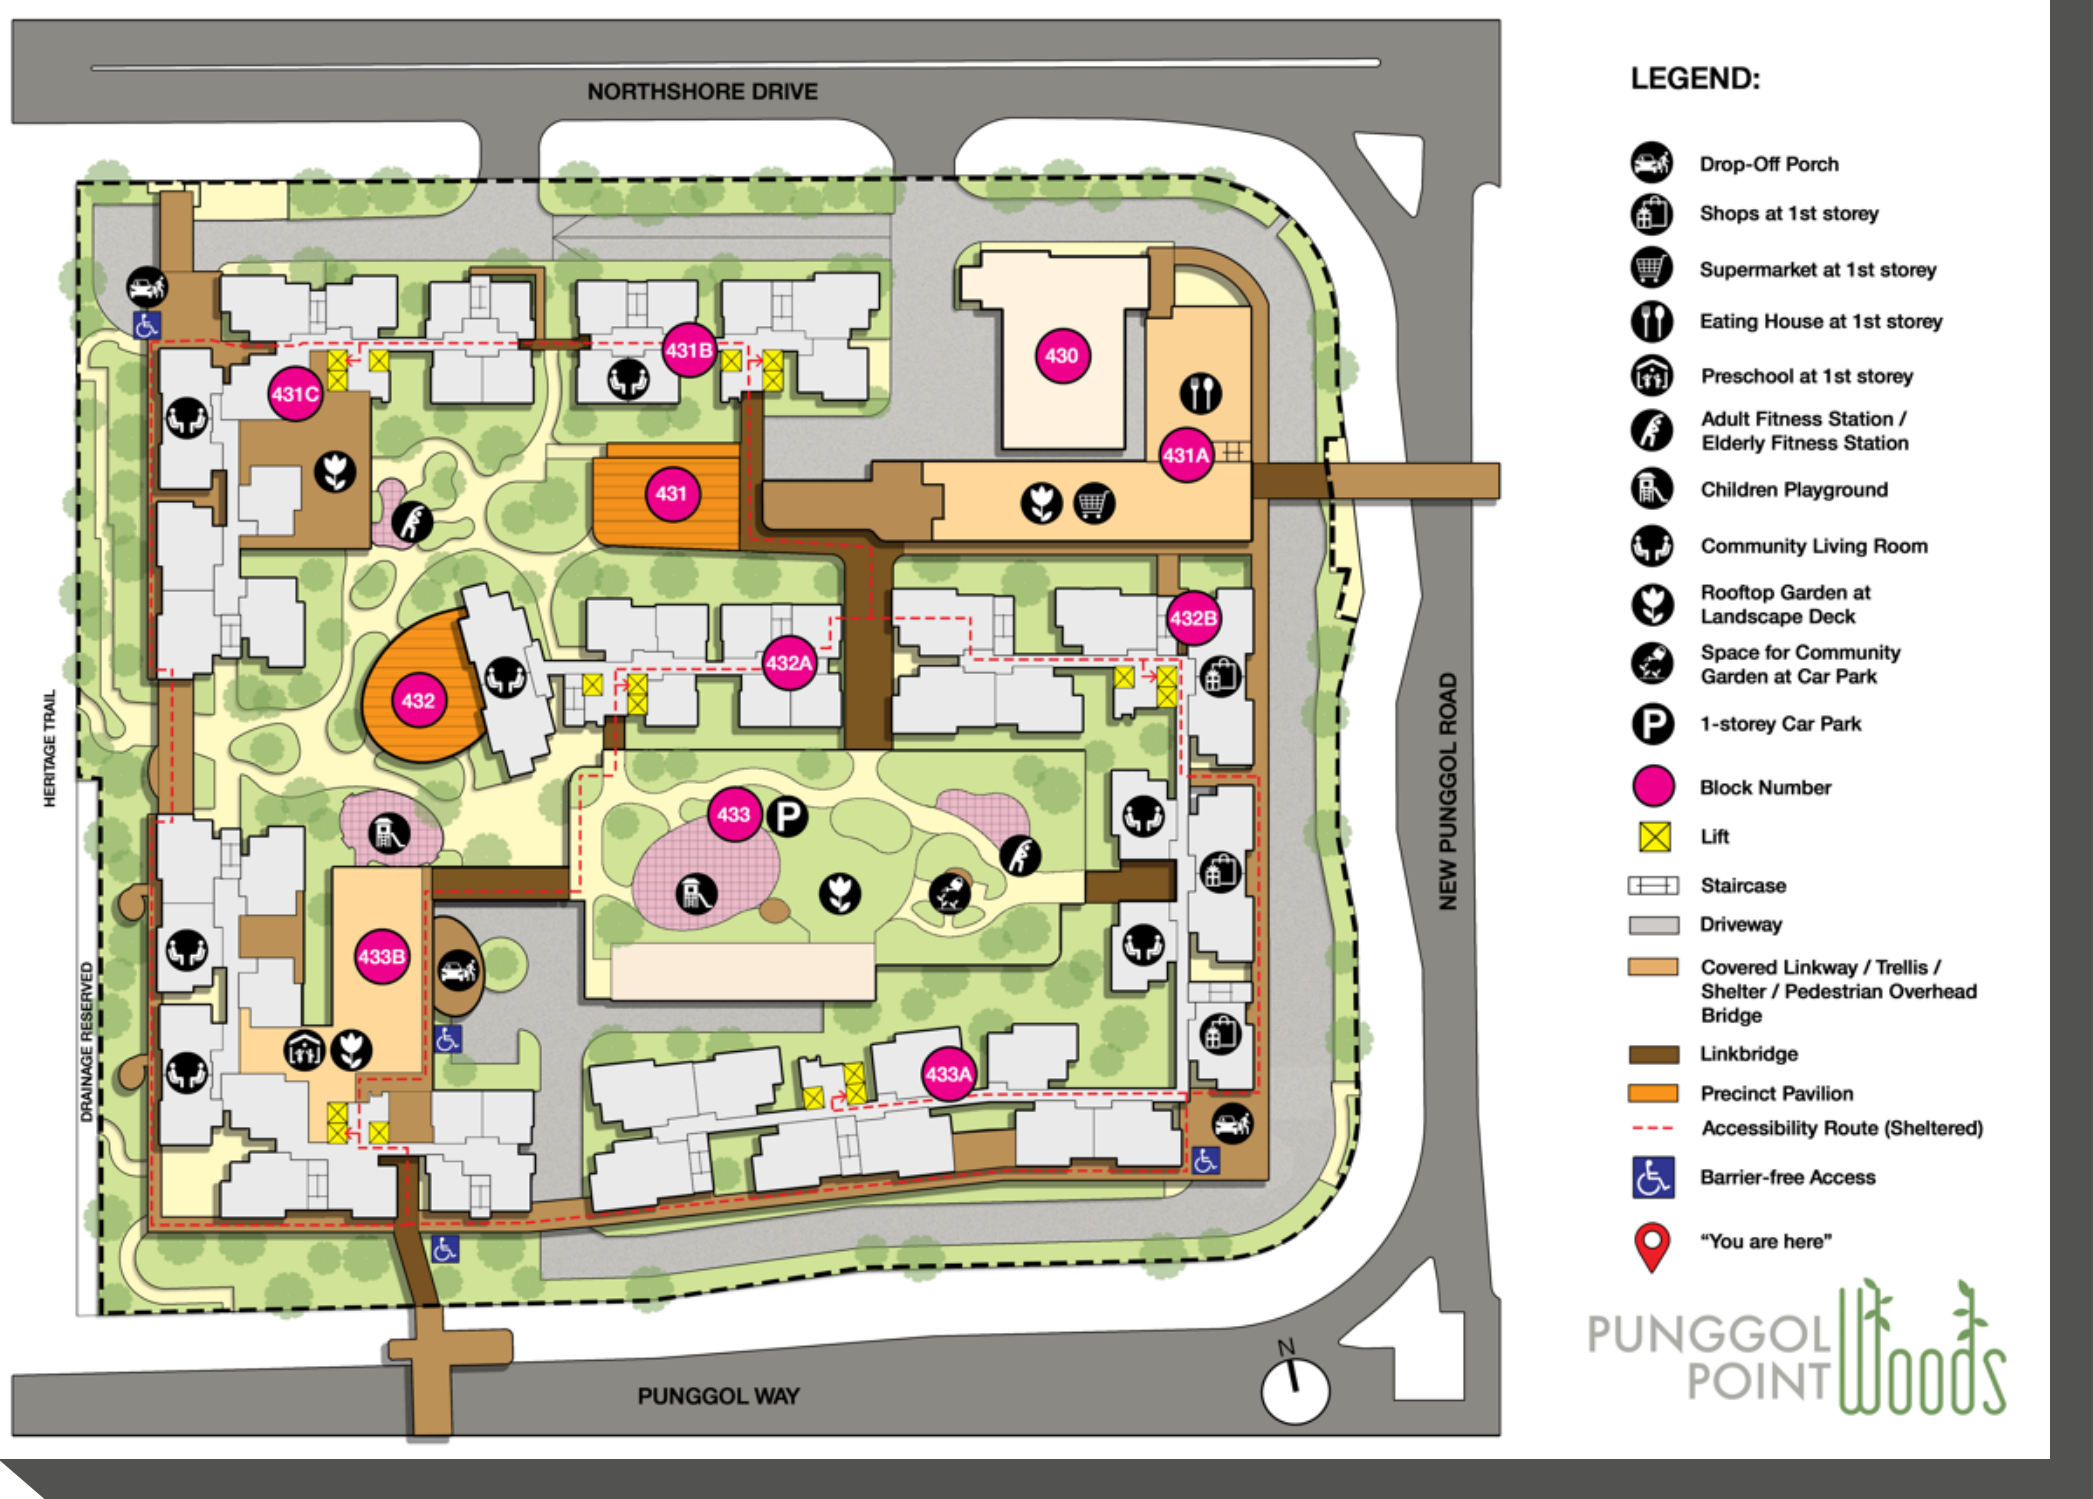 NORTHSHORE DRIVE
431C
431B
430
431
431A
432
432A
432B
433
P
433B
433A
HERITAGE TRAIL
DRAINAGE RESERVED
NEW PUNGGOL ROAD
PUNGGOL WAY
N
LEGEND:
Drop-Off Porch
Shops at 1st storey
Supermarket at 1st storey
Eating House at 1st storey
Preschool at 1st storey
Adult Fitness Station /
Elderly Fitness Station
Children Playground
Community Living Room
Rooftop Garden at
Landscape Deck
Space for Community
Garden at Car Park
P
1-storey Car Park
Block Number
Lift
Staircase
Driveway
Covered Linkway / Trellis /
Shelter / Pedestrian Overhead
Bridge
Linkbridge
Precinct Pavilion
Accessibility Route (Sheltered)
Barrier-free Access
“You are here”
PUNGGOL
POINT
Woods